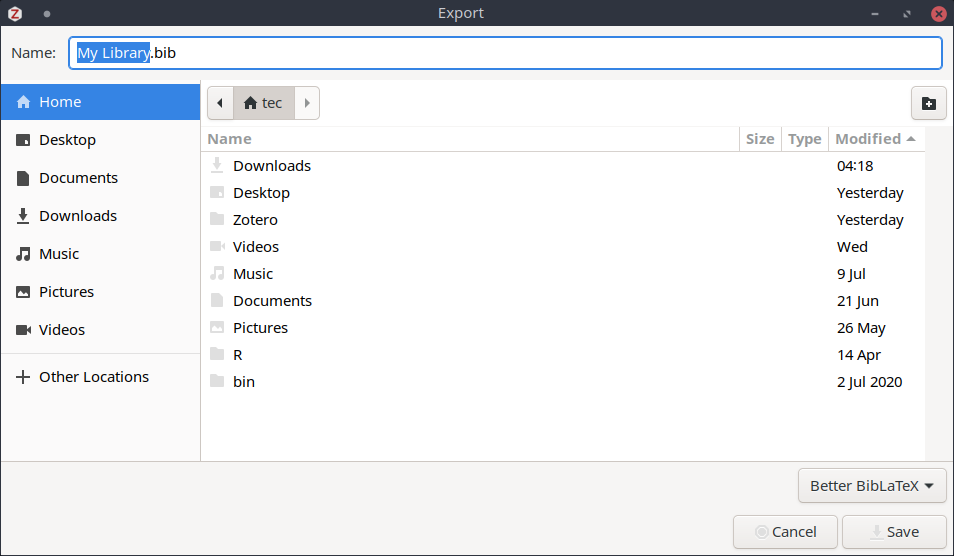 Export
Name: My Library.bib
Home
Desktop
Documents
Downloads
Music
Pictures
Videos
Other Locations
tec
Name Size Type Modified
Downloads 04:18
Desktop Yesterday
Zotero Yesterday
Videos Wed
Music 9 Jul
Documents 21 Jun
Pictures 26 May
R 14 Apr
bin 2 Jul 2020
Better BibLaTeX
Cancel Save